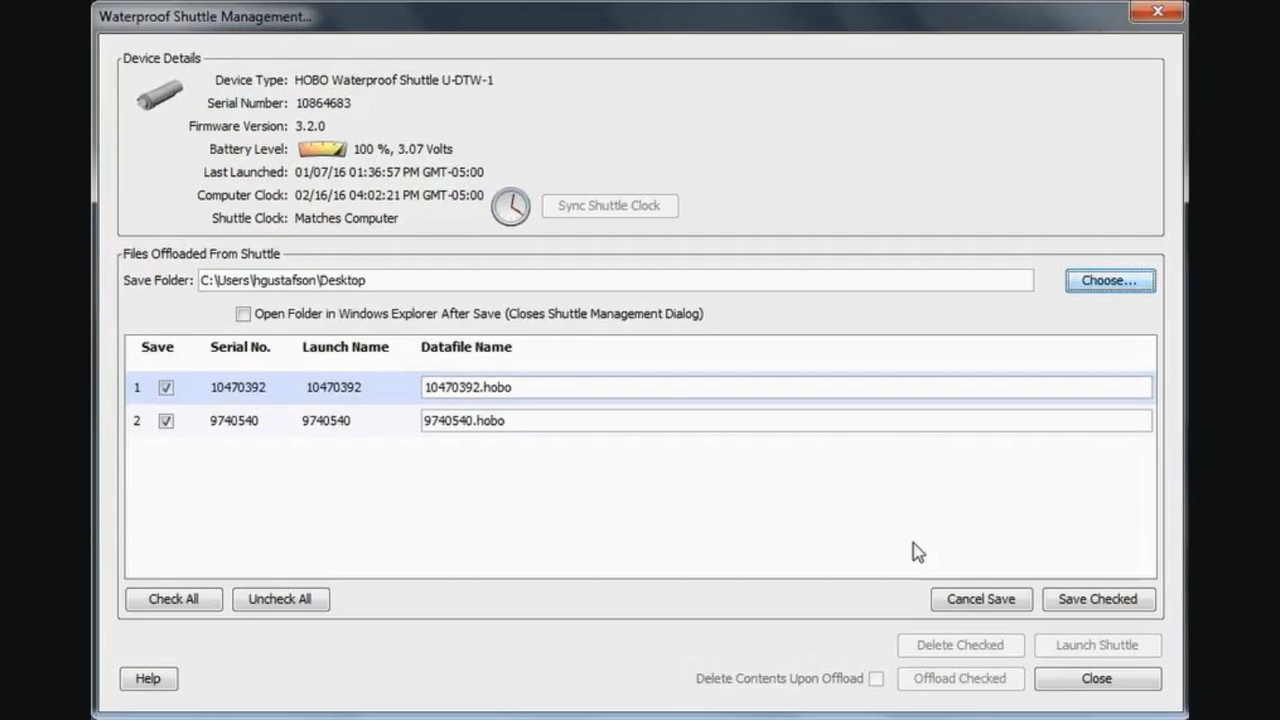 Waterproof Shuttle Management...
Device Details
Device Type: HOBO Waterproof Shuttle U-DTW-1
Serial Number: 10864683
Firmware Version: 3.2.0
Battery Level: 100 %, 3.07 Volts
Last Launched: 01/07/16 01:36:57 PM GMT-05:00
Computer Clock: 02/16/16 04:02:21 PM GMT-05:00
Sync Shuttle Clock
Shuttle Clock: Matches Computer
Files Offloaded From Shuttle
Save Folder: C:\Users\hgustafson\Desktop Choose...
Open Folder in Windows Explorer After Save (Closes Shuttle Management Dialog)
Save Serial No. Launch Name Datafile Name
1 10470392 10470392 10470392.hobo
2 9740540 9740540 9740540.hobo
Check All Uncheck All Cancel Save Save Checked
Delete Checked Launch Shuttle
Help Delete Contents Upon Offload Offload Checked Close